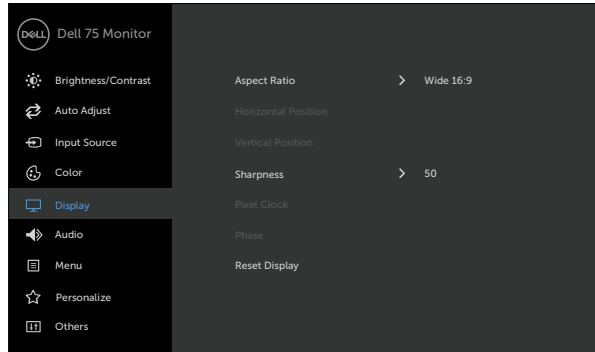 DELL Dell 75 Monitor
Brightness/Contrast
Auto Adjust
Input Source
Color
Display
Audio
Menu
Personalize
Others
Aspect Ratio > Wide 16:9
Horizontal Position
Vertical Position
Sharpness > 50
Pixel Clock
Phase
Reset Display